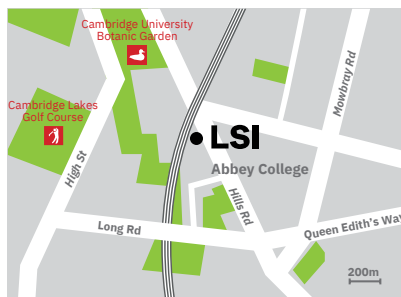 Cambridge University
Botanic Garden
Mowbray Rd
Cambridge Lakes
Golf Course
LSI
High St
Abbey College
Hills Rd
Long Rd
Queen Edith's Way
200m